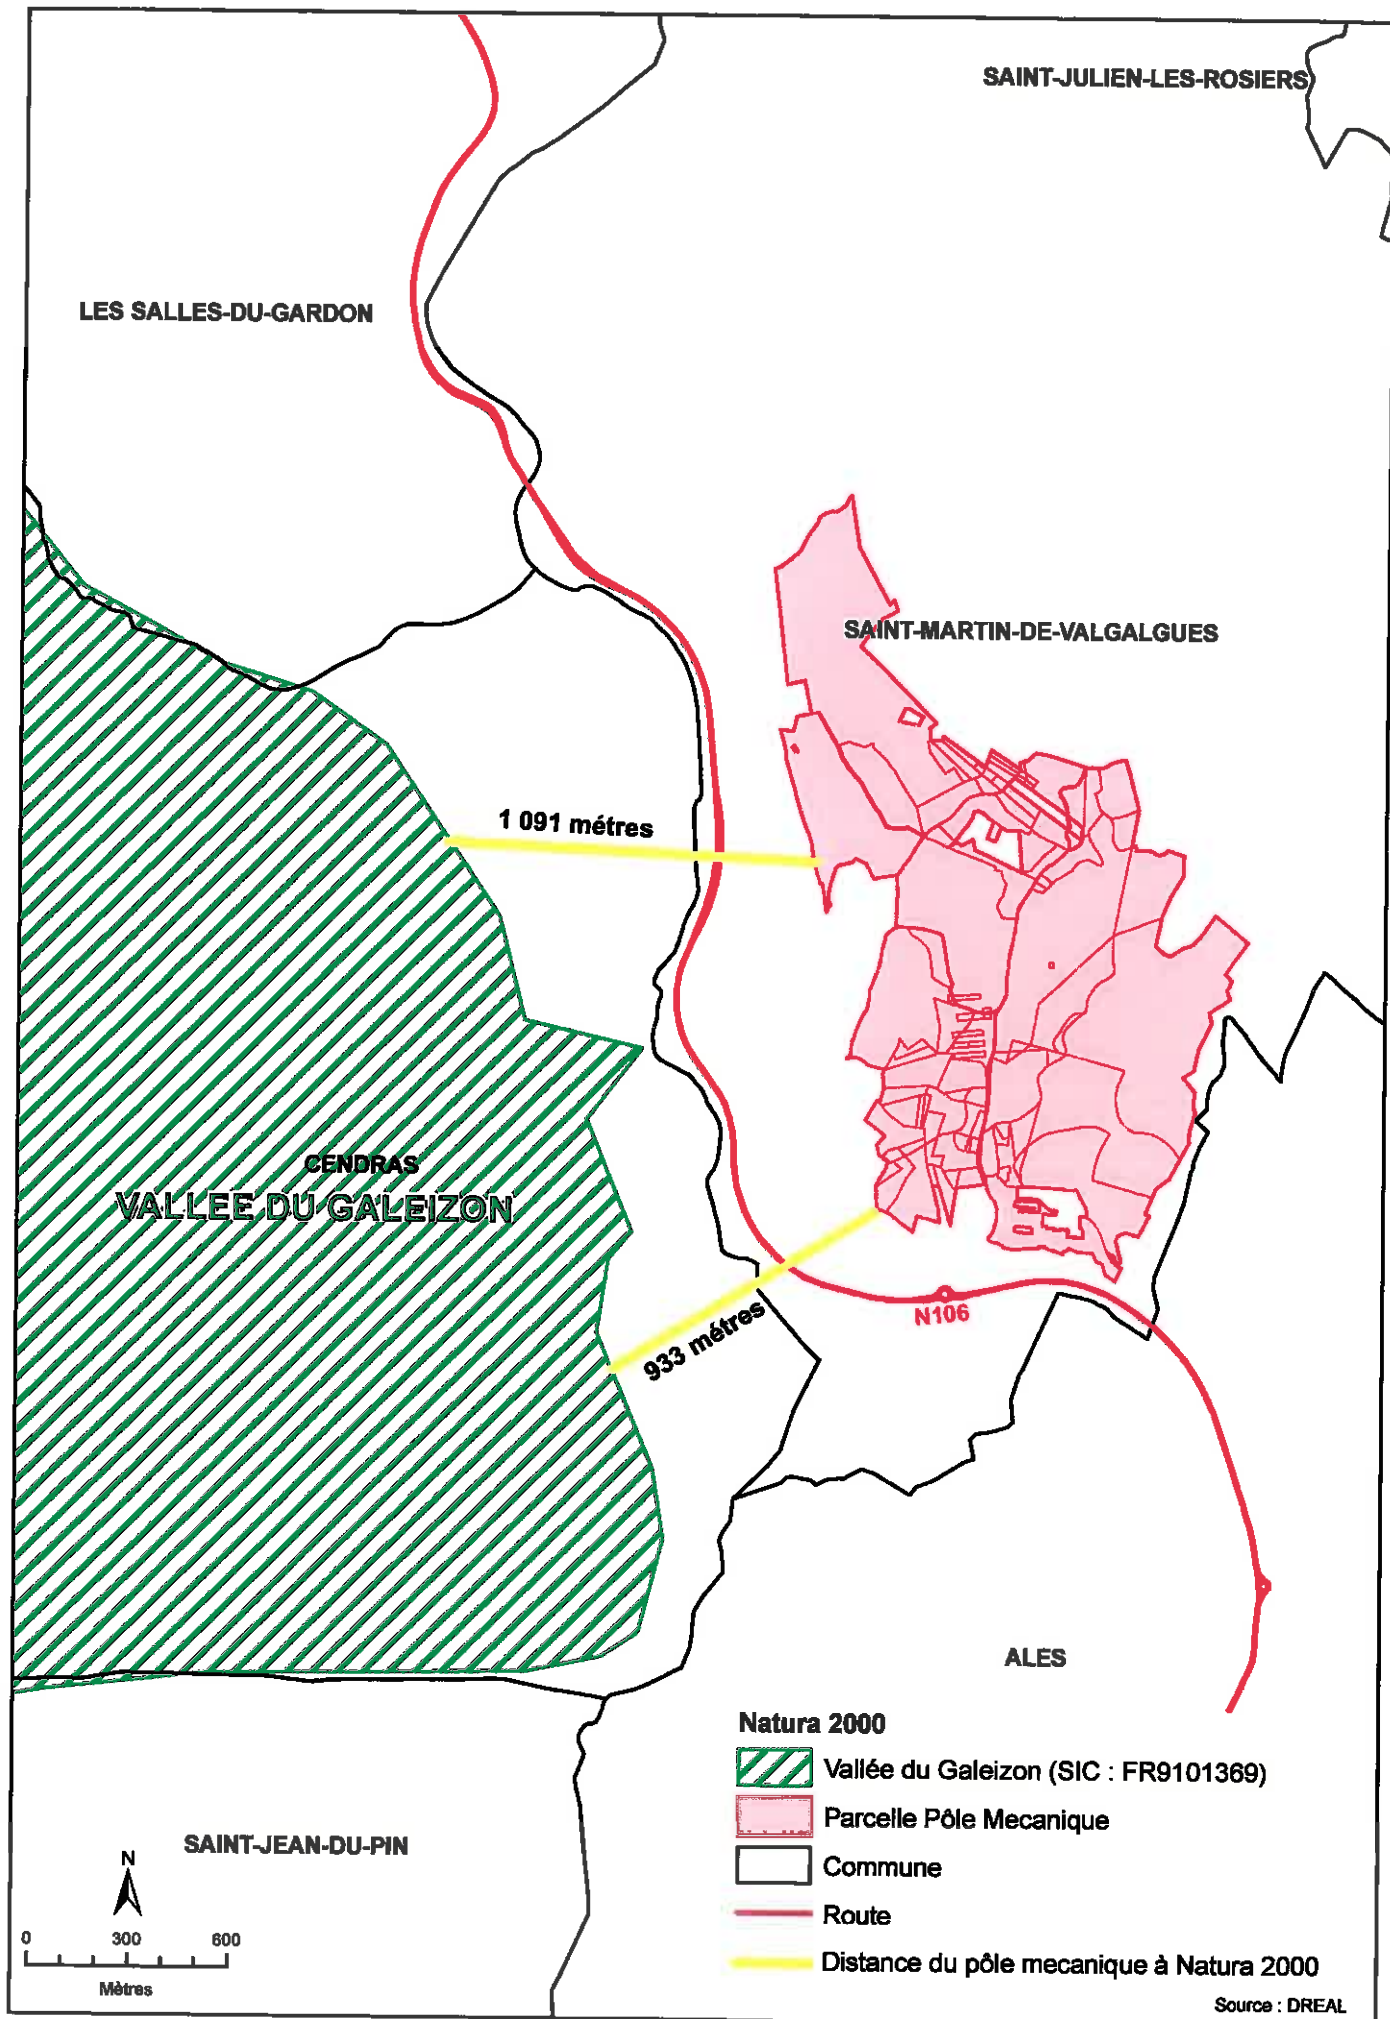 SAINT-JULIEN-LES-ROSIERS
LES SALLES-DU-GARDON
SAINT-MARTIN-DE-VALGALGUES
1 091 métres
CENDRAS
VALLEE DU GALEIZON
933 métres
N106
ALES
Natura 2000
Vallée du Galeizon (SIC : FR9101369)
Parcelle Pôle Mecanique
Commune
Route
Distance du pôle mecanique à Natura 2000
SAINT-JEAN-DU-PIN
N
0 300 600
Mètres
Source : DREAL